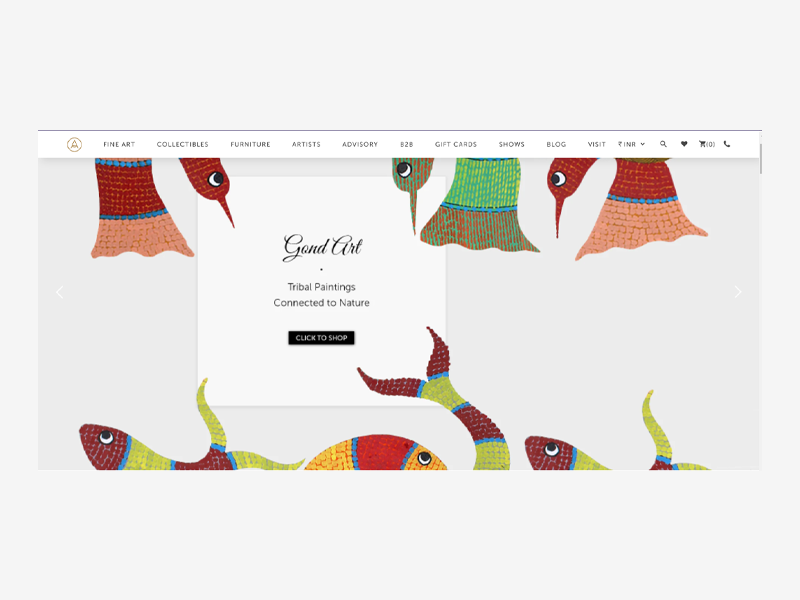 FINE ART COLLECTIBLES FURNITURE ARTISTS ADVISORY B2B GIFT CARDS SHOWS BLOG VISIT ₹ INR (0)
Gond Art
Tribal Paintings
Connected to Nature
CLICK TO SHOP